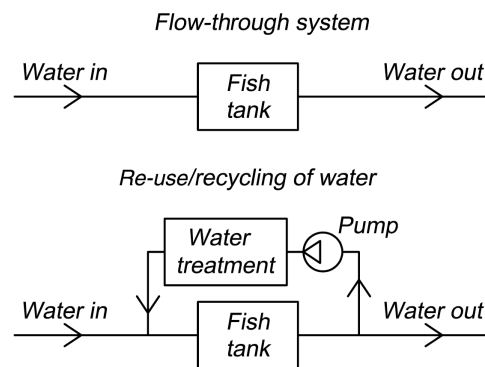 Flow-through system
Water in
Fish
tank
Water out
Re-use/recycling of water
Pump
Water
treatment
Water in
Fish
tank
Water out